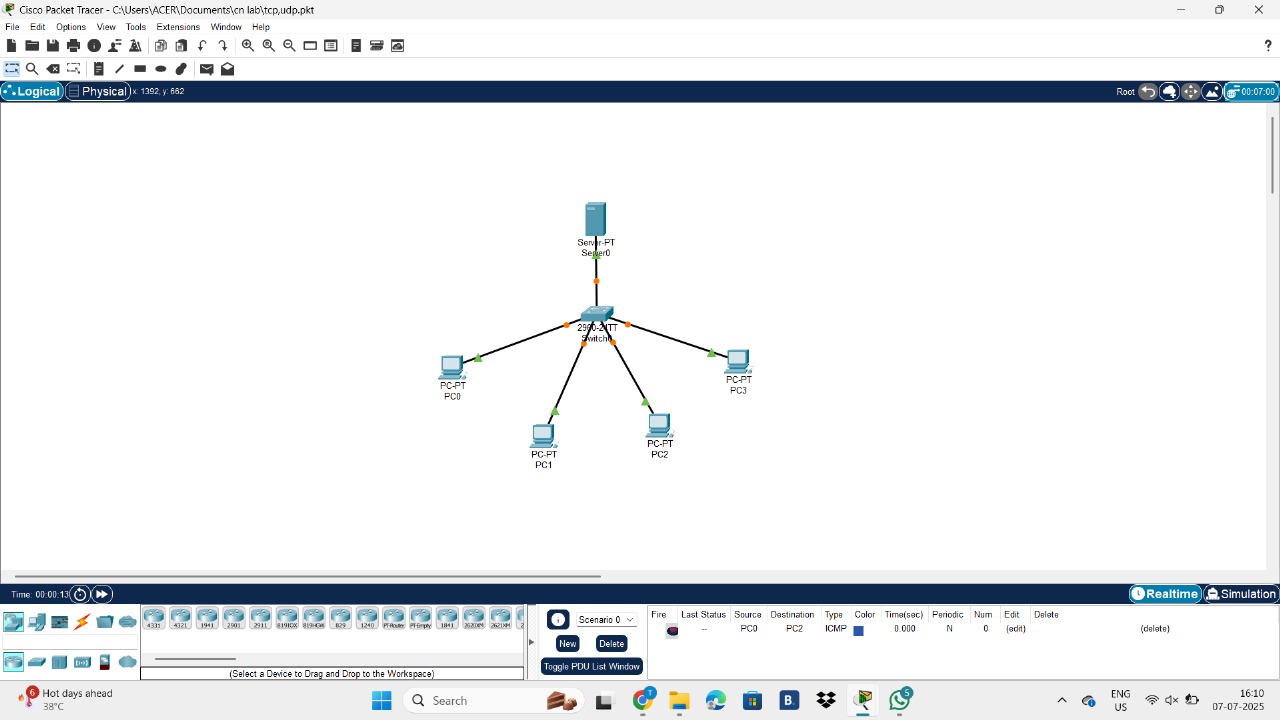 Cisco Packet Tracer - C:\Users\ACER\Documents\cn lab\tcp,udp.pkt
File Edit Options View Tools Extensions Window Help
?
Logical Physical x: 1392, y: 662 Root 00:07:00
Server-PT
Server0
2960-24TT
Switch0
PC-PT
PC0
PC-PT
PC3
PC-PT
PC1
PC-PT
PC2
Time: 00:00:13 Realtime Simulation
4331 4321 1941 2901 2911 819IOX 819HGW 829 1240 PT-Router PT-Empty 1841 2620XM 2621XM 2
(Select a Device to Drag and Drop to the Workspace)
Scenario 0
New Delete
Toggle PDU List Window
Fire Last Status Source Destination Type Color Time(sec) Periodic Num Edit Delete
-- PC0 PC2 ICMP 0.000 N 0 (edit) (delete)
6 Hot days ahead
38°C
Search
B.
T
5
ENG
US
16:10
07-07-2025